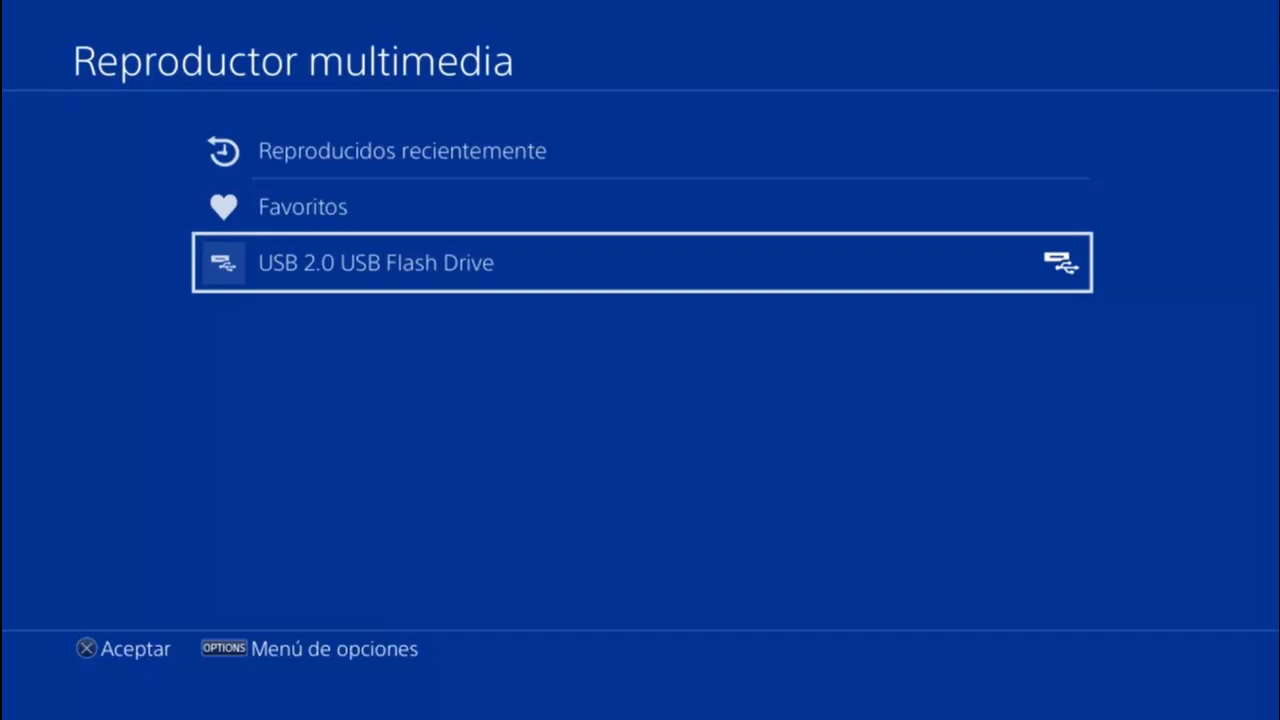 Reproductor multimedia
Reproducidos recientemente
Favoritos
USB 2.0 USB Flash Drive
Aceptar OPTIONS Menú de opciones